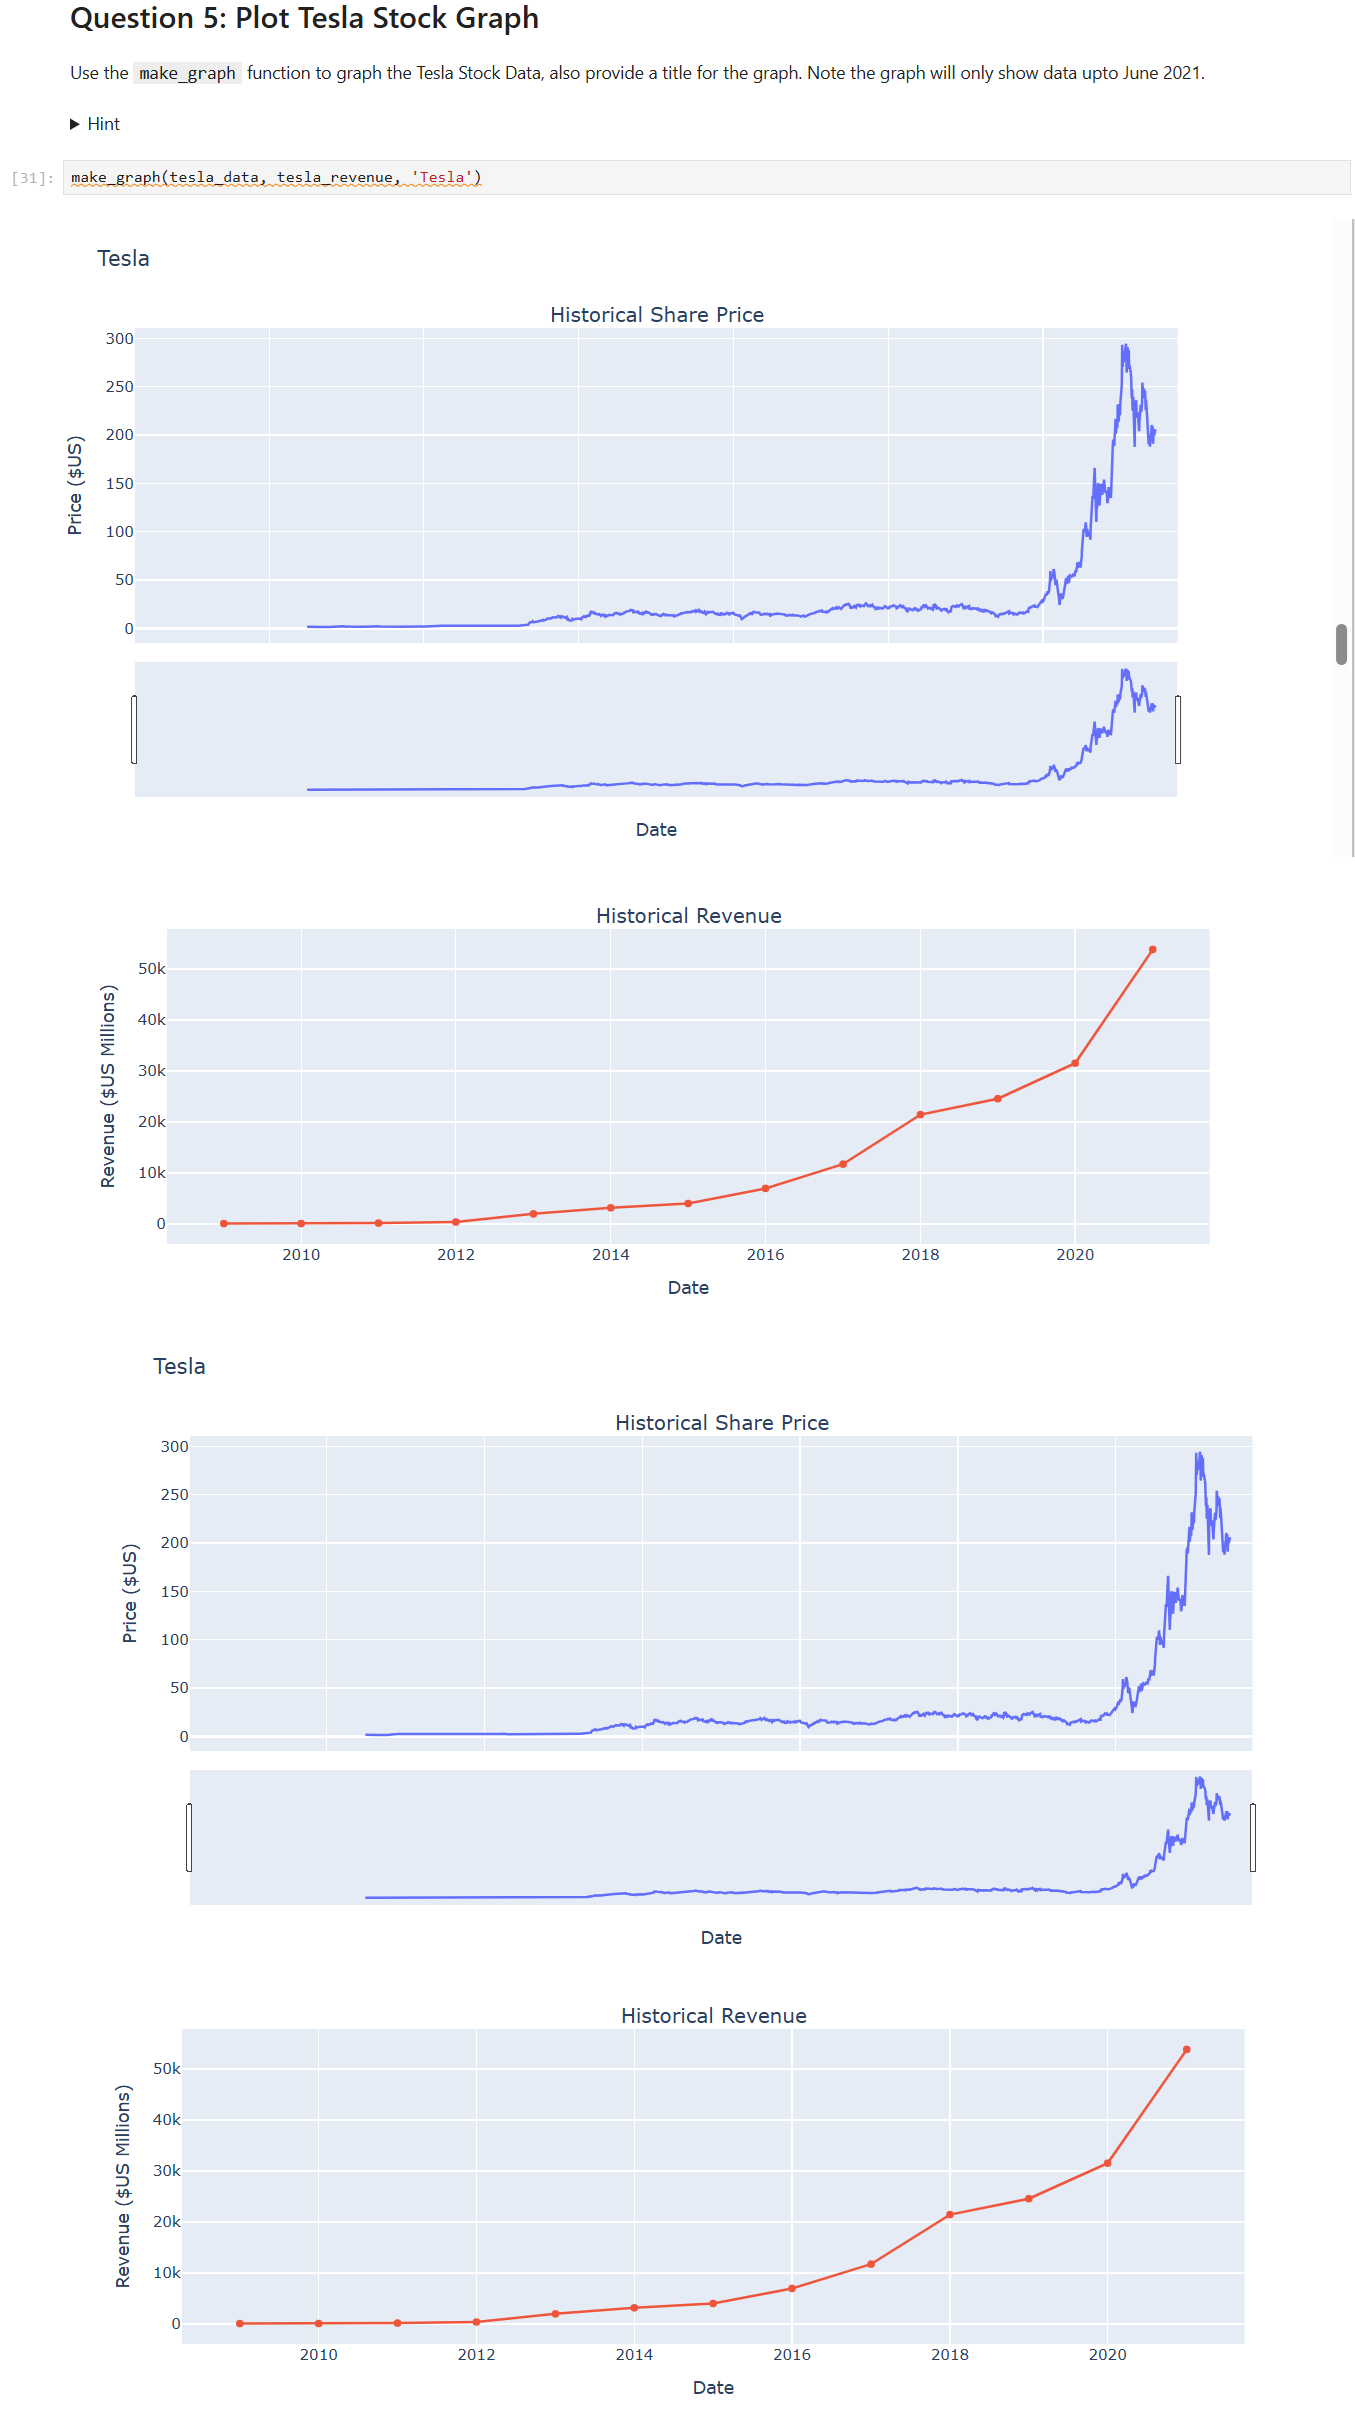 Question 5: Plot Tesla Stock Graph
Use the make_graph function to graph the Tesla Stock Data, also provide a title for the graph. Note the graph will only show data upto June 2021.
▶ Hint
[31]: make_graph(tesla_data, tesla_revenue, 'Tesla')
Tesla
Historical Share Price
300
250
200
150
100
50
0
Price ($US)
Date
Historical Revenue
50k
40k
30k
20k
10k
0
Revenue ($US Millions)
2010 2012 2014 2016 2018 2020
Date
Tesla
Historical Share Price
300
250
200
150
100
50
0
Price ($US)
Date
Historical Revenue
50k
40k
30k
20k
10k
0
Revenue ($US Millions)
2010 2012 2014 2016 2018 2020
Date